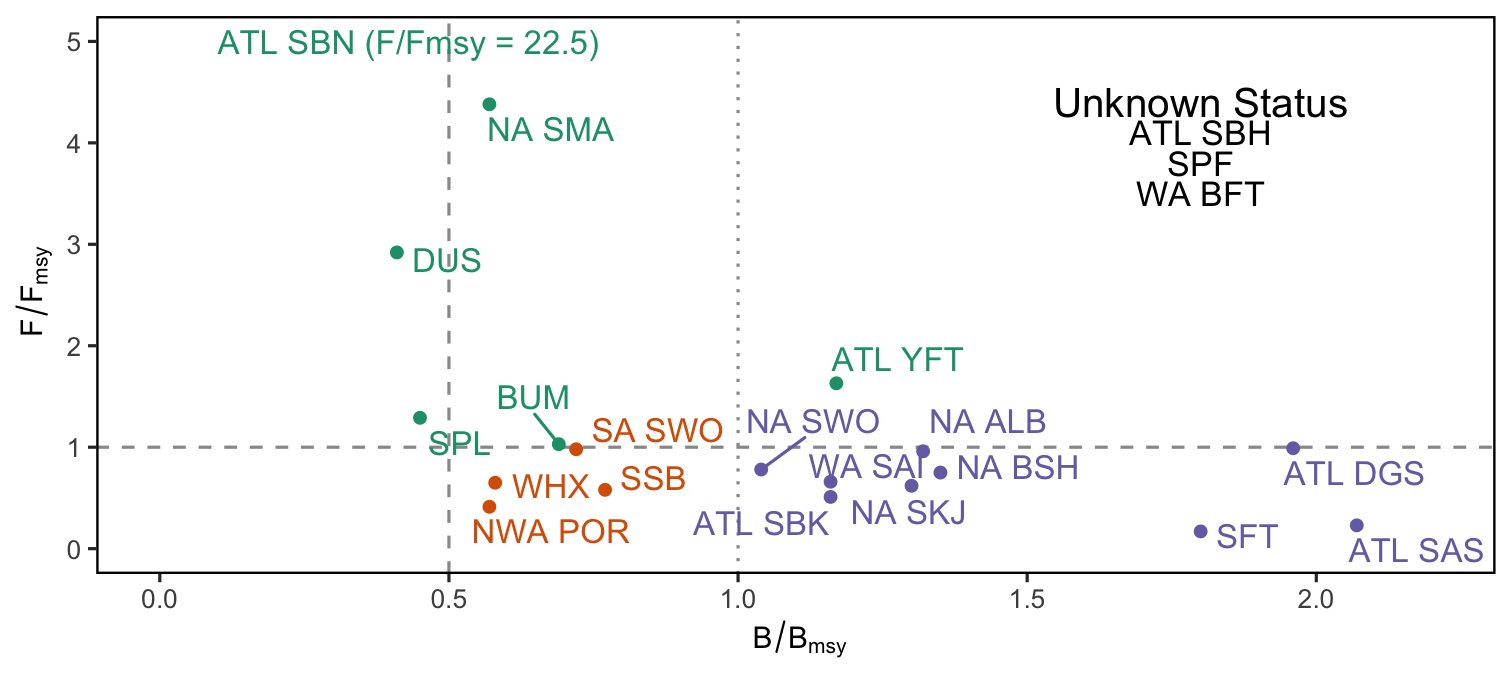 ATL SBN (F/Fmsy = 22.5)
5
NA SMA
Unknown Status
ATL SBH
4
SPF
WA BFT
F/Fmsy
3
DUS
2
ATL YFT
BUM
SA SWO
NA SWO
NA ALB
1
SPL
WHX
SSB
WA SAI
NA BSH
ATL DGS
NWA POR
ATL SBK
NA SKJ
SFT
ATL SAS
0
0.0
0.5
1.0
1.5
2.0
B/Bmsy